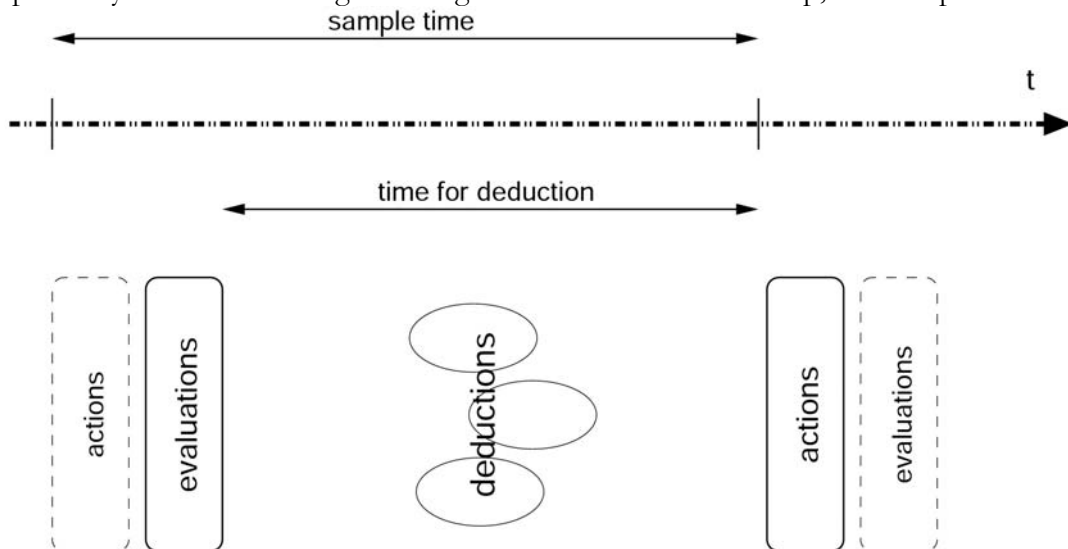 sample time
t
time for deduction
actions
evaluations
deductions
actions
evaluations